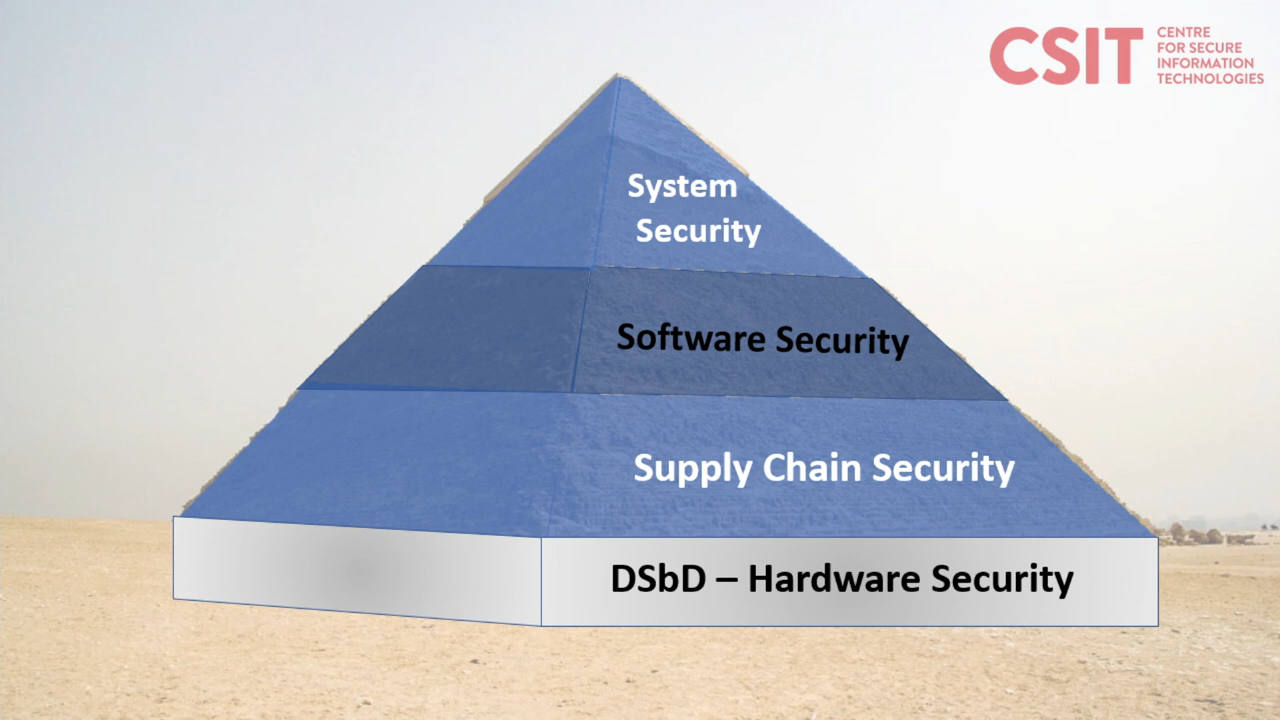 CSIT
CENTRE
FOR SECURE
INFORMATION
TECHNOLOGIES
System
Security
Software Security
Supply Chain Security
DSbD – Hardware Security